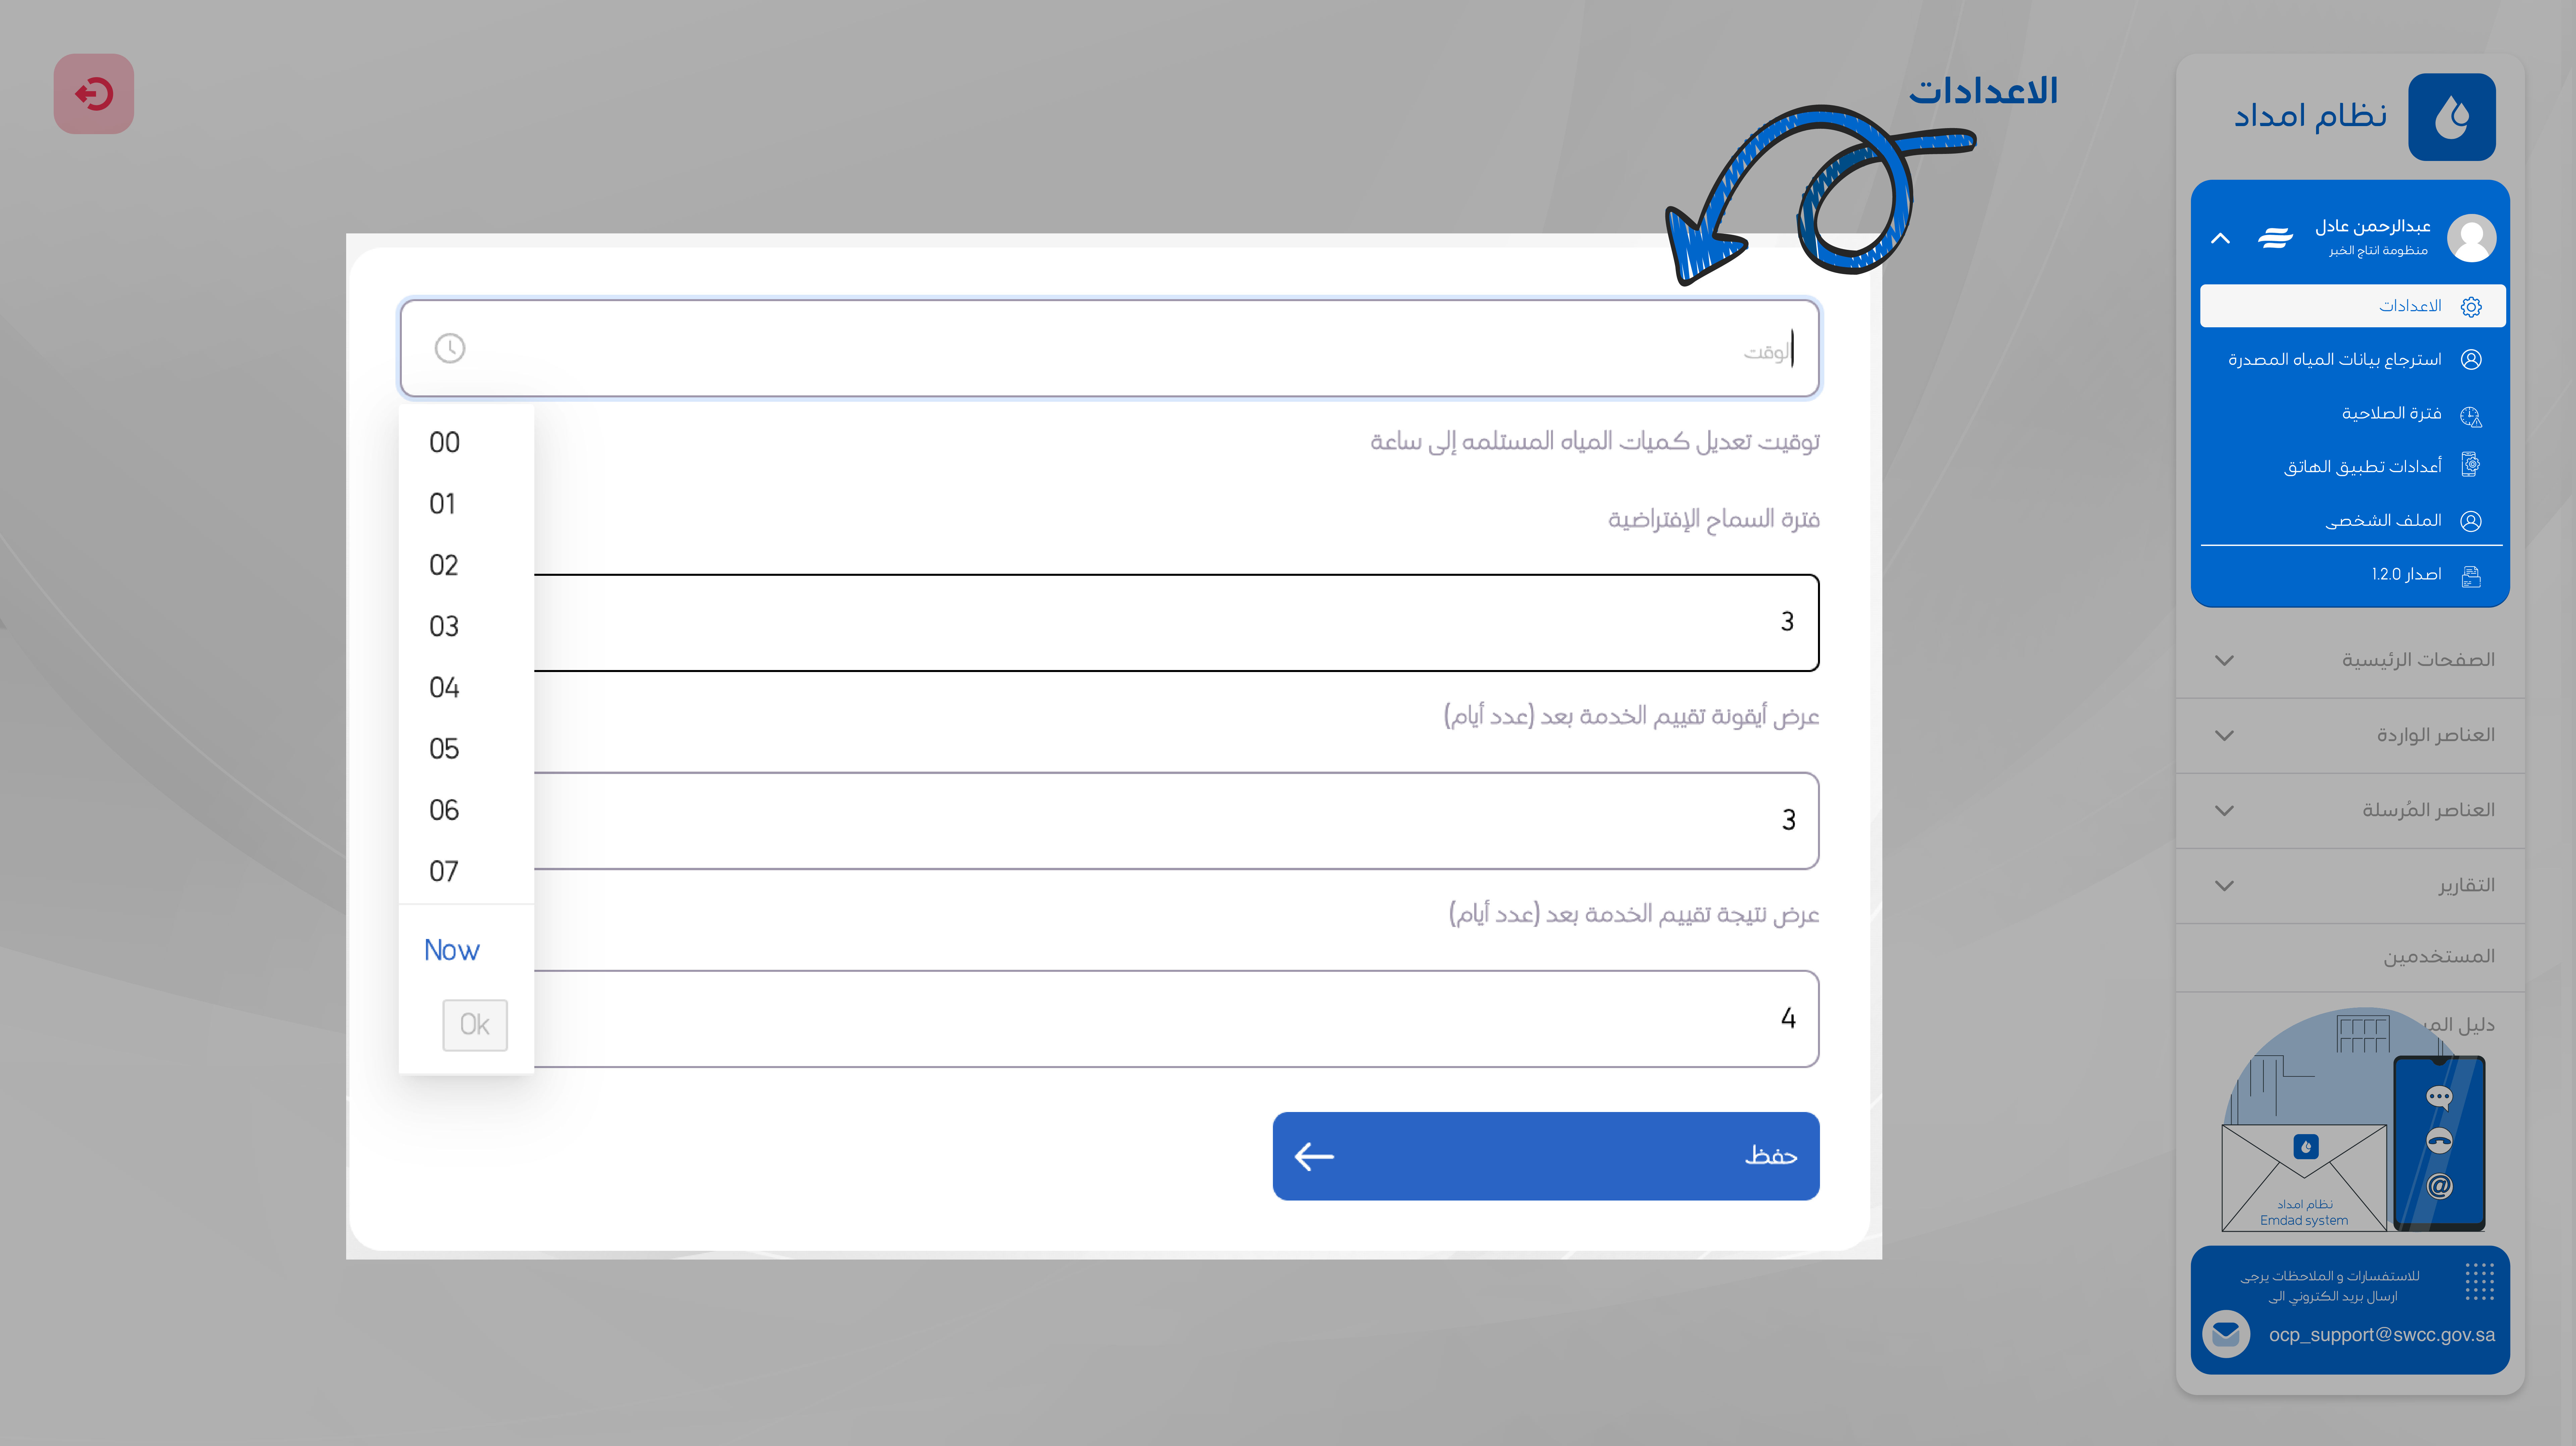 الاعدادات
نظام امداد
عبدالرحمن عادل
منظومة انتاج الخبر
الاعدادات
استرجاع بيانات المياه المصدرة
فترة الصلاحية
أعدادات تطبيق الهاتق
الملف الشخصى
اصدار 1.2.0
الصفحات الرئيسية
العناصر الواردة
العناصر المُرسلة
التقارير
المستخدمين
دليل
نظام امداد
Emdad system
للاستفسارات و الملاحظات يرجى
ارسال بريد الكتروني الى
ocp_support@swcc.gov.sa
الوقت
توقيت تعديل كميات المياه المستلمه إلى ساعة
فترة السماح الإفتراضية
3
عرض أيقونة تقييم الخدمة بعد (عدد أيام)
3
عرض نتيجة تقييم الخدمة بعد (عدد أيام)
4
حفظ
00
01
02
03
04
05
06
07
Now
Ok